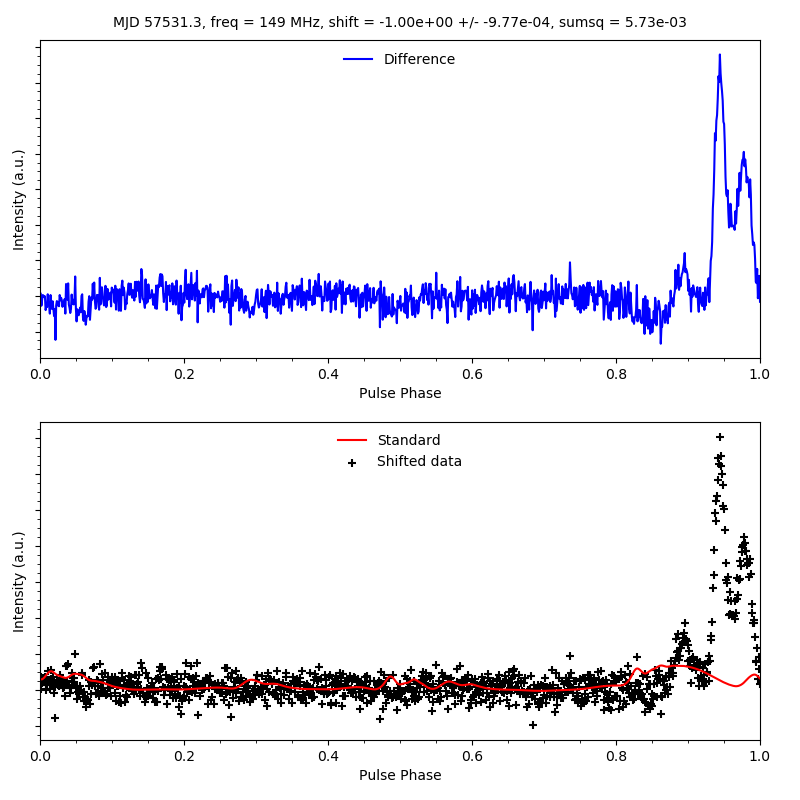 MJD 57531.3, freq = 149 MHz, shift = -1.00e+00 +/- -9.77e-04, sumsq = 5.73e-03
Difference
Intensity (a.u.)
0.0 0.2 0.4 0.6 0.8 1.0
Pulse Phase
Standard
Shifted data
Intensity (a.u.)
0.0 0.2 0.4 0.6 0.8 1.0
Pulse Phase